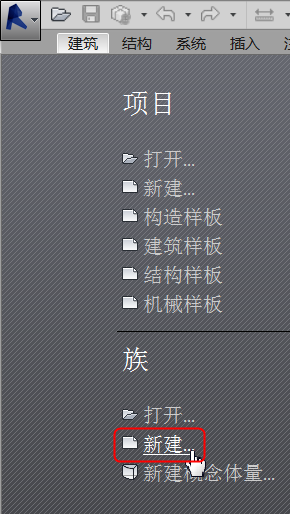 建筑 结构 系统 插入
项目
打开...
新建...
构造样板
建筑样板
结构样板
机械样板
族
打开...
新建...
新建概念体量...